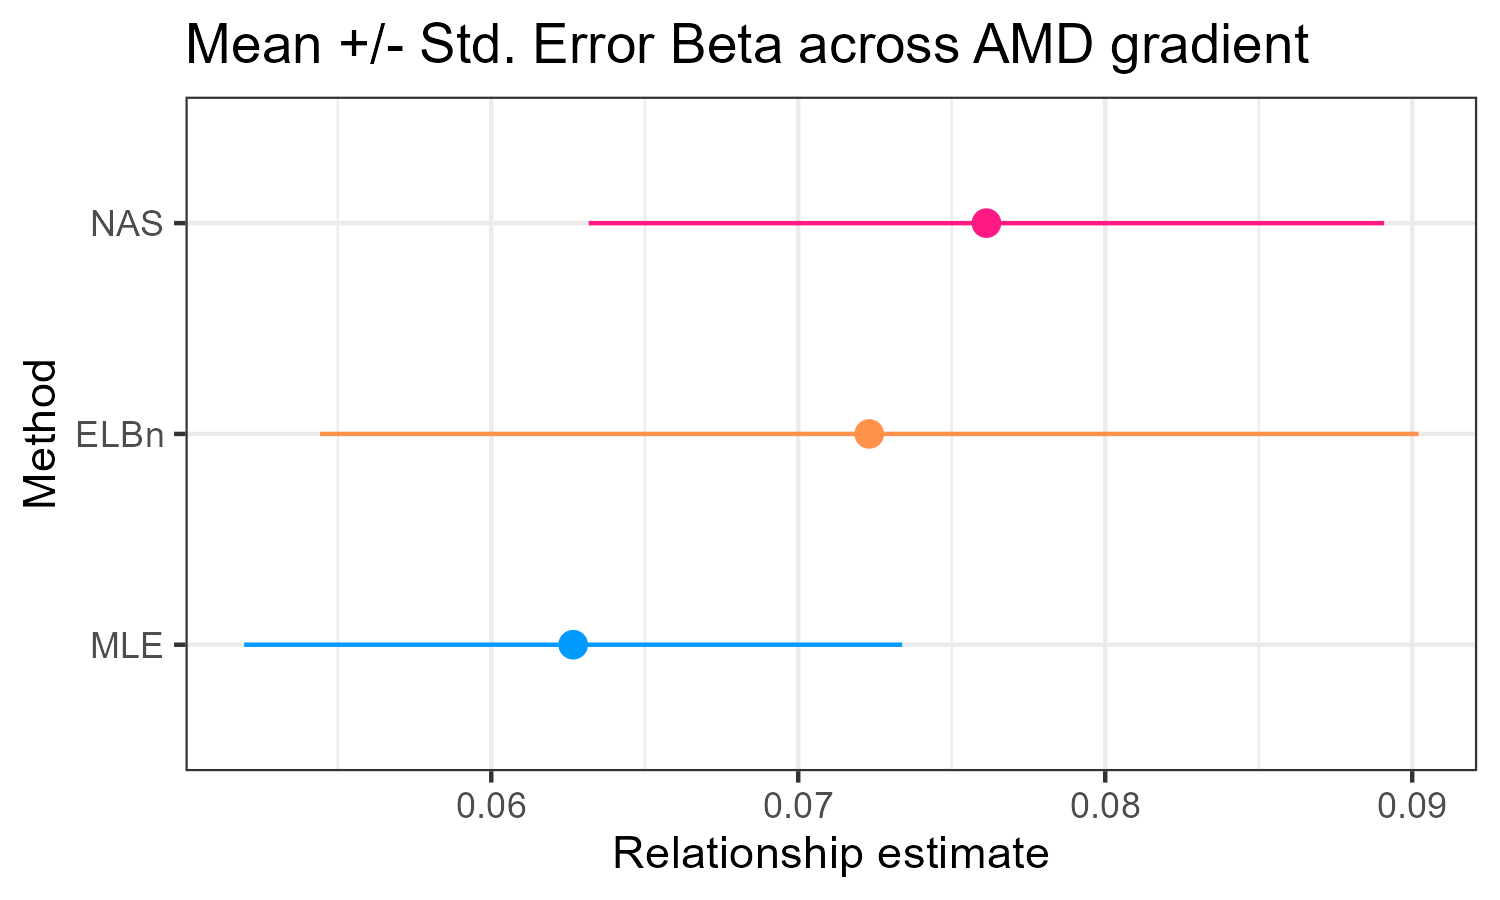 Mean +/- Std. Error Beta across AMD gradient
Method
NAS
ELBn
MLE
0.06 0.07 0.08 0.09
Relationship estimate